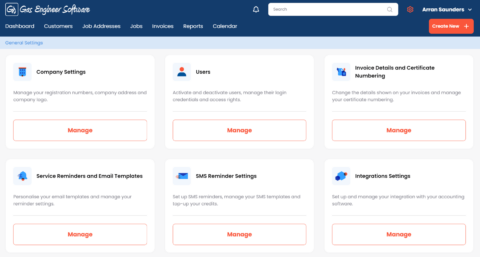 Gas Engineer Software
Search
Arran Saunders
Dashboard Customers Job Addresses Jobs Invoices Reports Calendar
Create New +
General Settings
Company Settings
Manage your registration numbers, company address and
company logo.
Manage
Users
Activate and deactivate users, manage their login
credentials and access rights.
Manage
Invoice Details and Certificate
Numbering
Change the details shown on your invoices and manage
your certificate numbering.
Manage
Service Reminders and Email Templates
Personalise your email templates and manage your
reminder settings.
Manage
SMS Reminder Settings
Set up SMS reminders, manage your SMS templates and
top-up your credits.
Manage
Integrations Settings
Set up and manage your integration with your accounting
software.
Manage